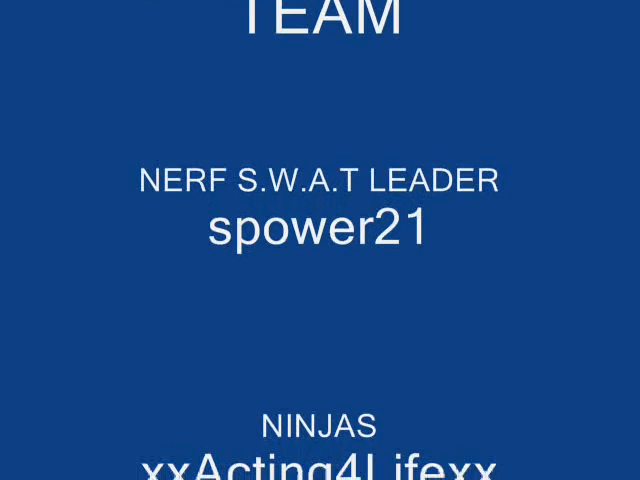 TEAM
NERF S.W.A.T LEADER
spower21
NINJAS
xxActing4Lifexx